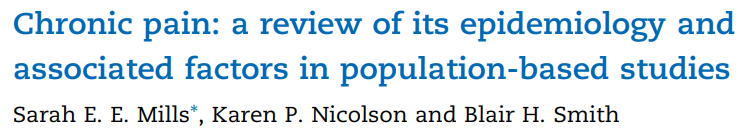 Chronic pain: a review of its epidemiology and
associated factors in population-based studies
Sarah E. E. Mills*, Karen P. Nicolson and Blair H. Smith